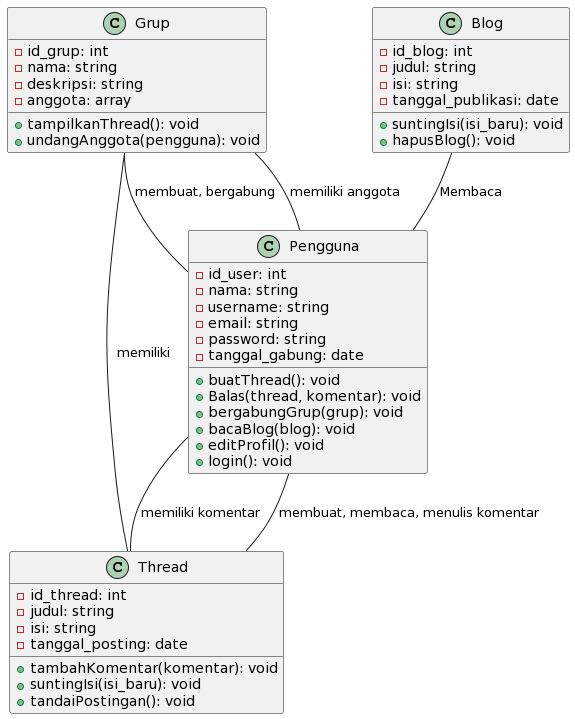 C Grup
id_grup: int
nama: string
deskripsi: string
anggota: array
tampilkanThread(): void
undangAnggota(pengguna): void
C Blog
id_blog: int
judul: string
isi: string
tanggal_publikasi: date
suntingIsi(isi_baru): void
hapusBlog(): void
membuat, bergabung
memiliki anggota
Membaca
C Pengguna
id_user: int
nama: string
username: string
email: string
password: string
tanggal_gabung: date
buatThread(): void
Balas(thread, komentar): void
bergabungGrup(grup): void
bacaBlog(blog): void
editProfil(): void
login(): void
memiliki
memiliki komentar
membuat, membaca, menulis komentar
C Thread
id_thread: int
judul: string
isi: string
tanggal_posting: date
tambahKomentar(komentar): void
suntingIsi(isi_baru): void
tandaiPostingan(): void